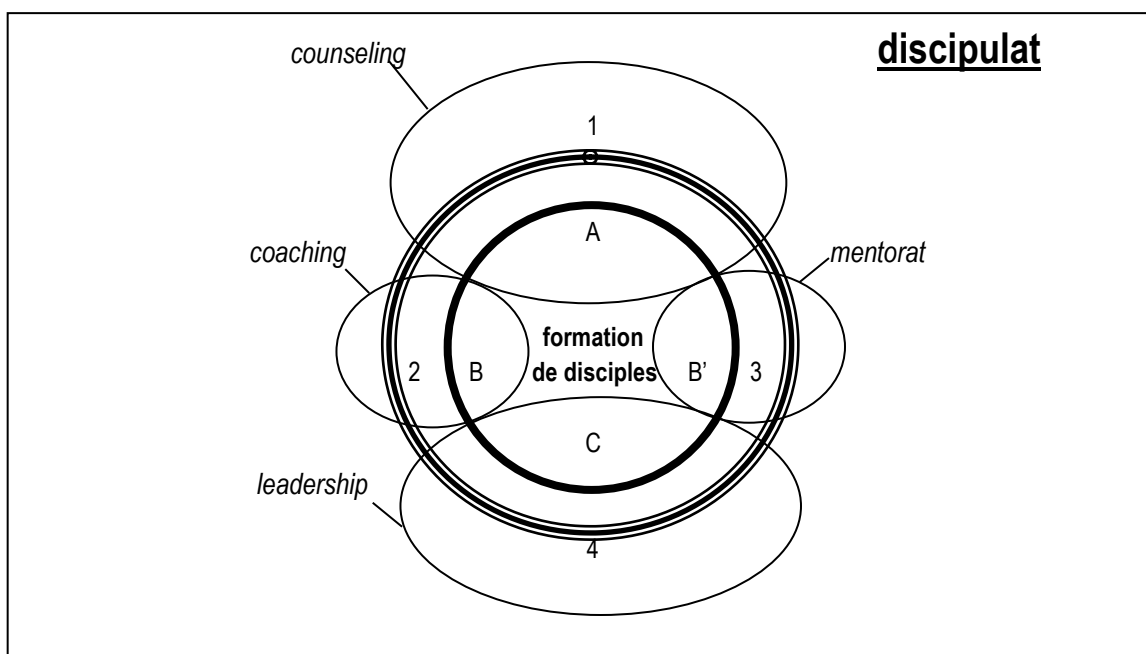 discipulat
counseling
1
A
coaching
mentorat
formation
de disciples
2
B
B’
3
C
leadership
4